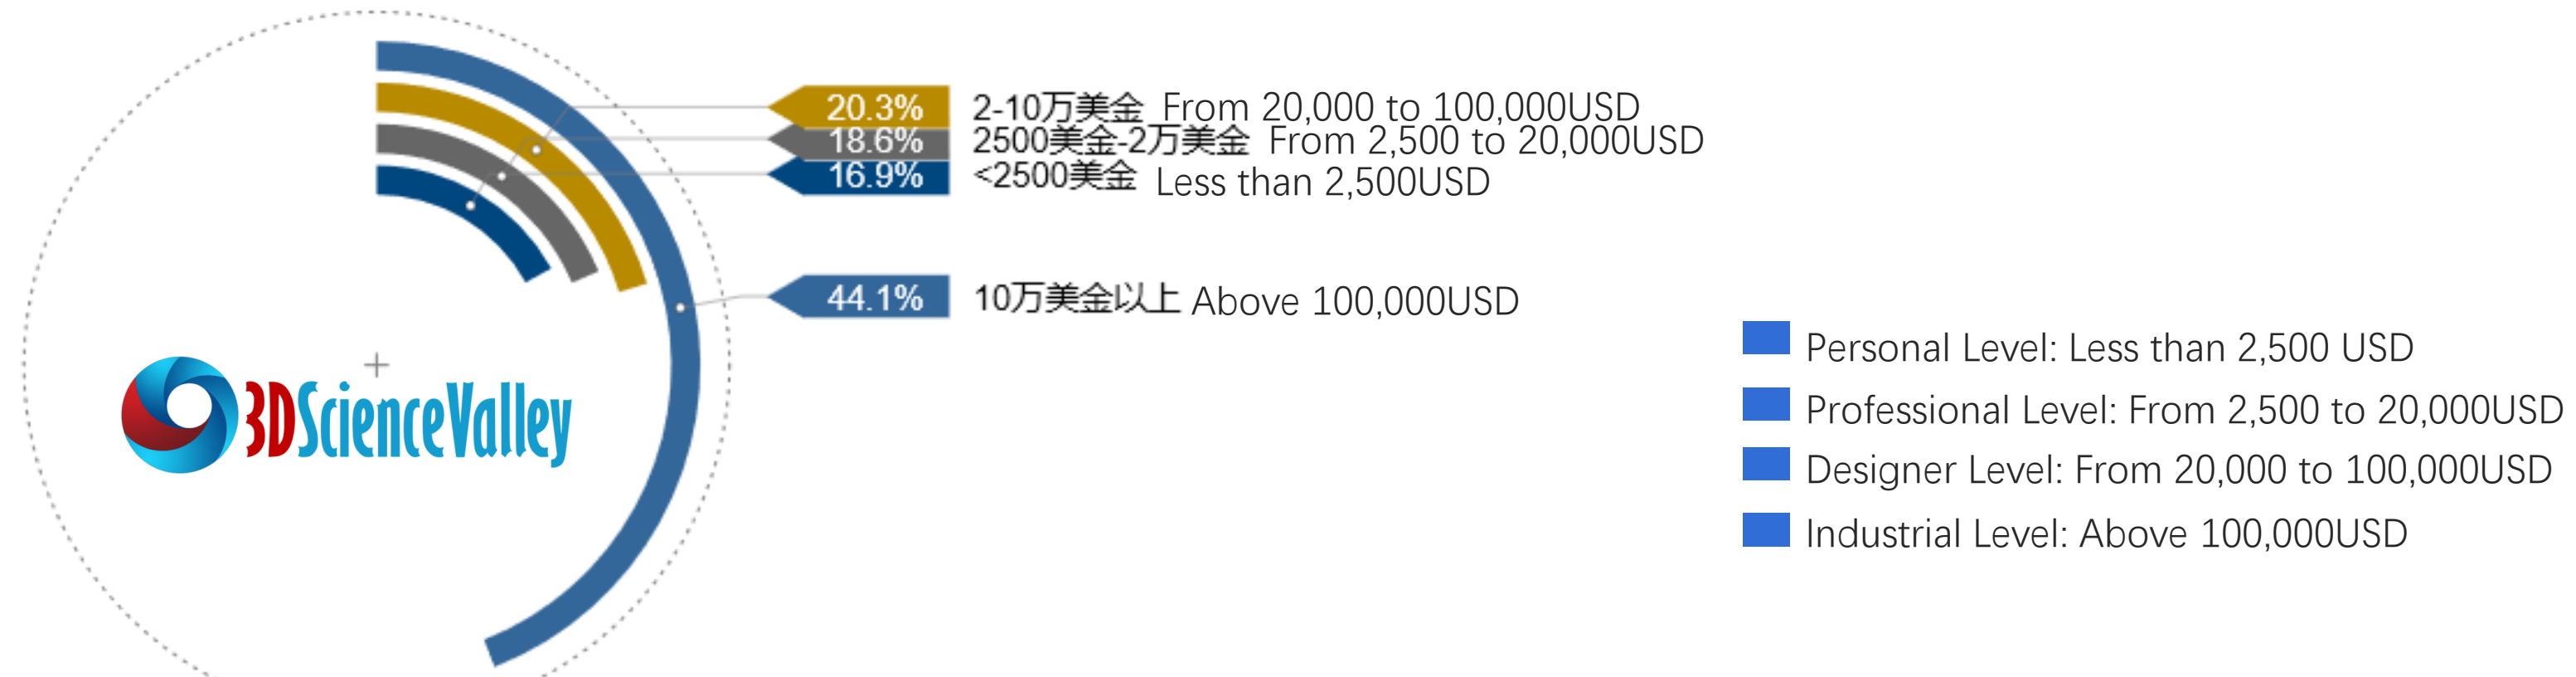 20.3% 2-10万美金 From 20,000 to 100,000USD
18.6% 2500美金-2万美金 From 2,500 to 20,000USD
16.9% <2500美金 Less than 2,500USD
44.1% 10万美金以上 Above 100,000USD
3DScienceValley
Personal Level: Less than 2,500 USD
Professional Level: From 2,500 to 20,000USD
Designer Level: From 20,000 to 100,000USD
Industrial Level: Above 100,000USD